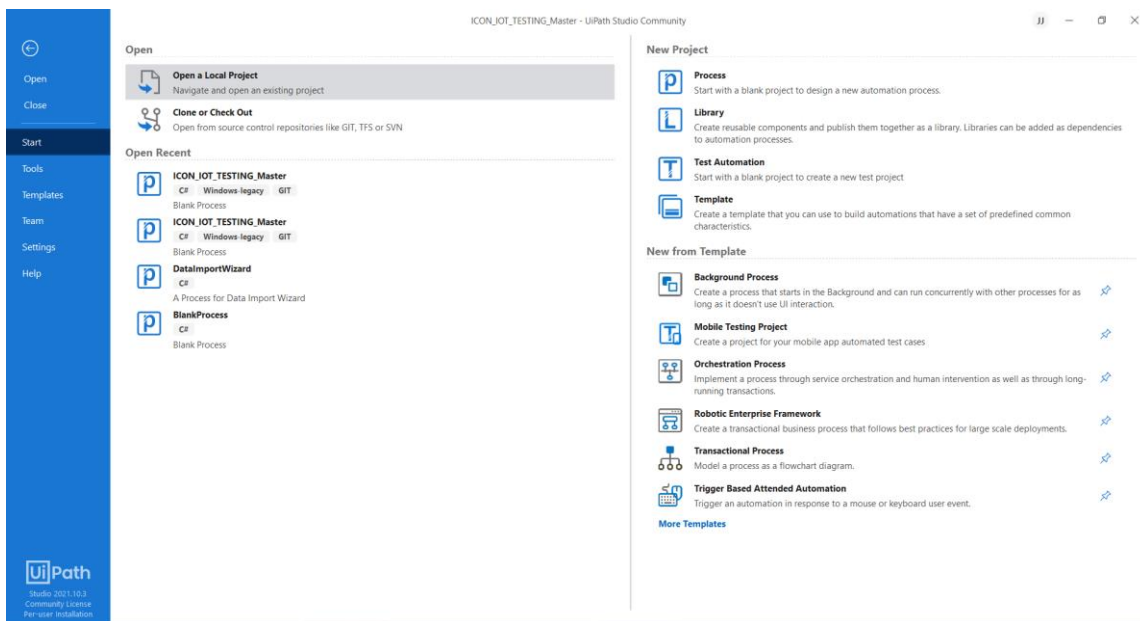 ICON_IOT_TESTING_Master - UiPath Studio Community
JJ
Open
Close
Start
Tools
Templates
Team
Settings
Help
UiPath
Studio 2021.10.3
Community License
Per-user Installation
Open
Open a Local Project
Navigate and open an existing project
Clone or Check Out
Open from source control repositories like GIT, TFS or SVN
Open Recent
ICON_IOT_TESTING_Master
C# Windows-legacy GIT
Blank Process
ICON_IOT_TESTING_Master
C# Windows-legacy GIT
Blank Process
DataImportWizard
C#
A Process for Data Import Wizard
BlankProcess
C#
Blank Process
New Project
Process
Start with a blank project to design a new automation process.
Library
Create reusable components and publish them together as a library. Libraries can be added as dependencies
to automation processes.
Test Automation
Start with a blank project to create a new test project
Template
Create a template that you can use to build automations that have a set of predefined common
characteristics.
New from Template
Background Process
Create a process that starts in the Background and can run concurrently with other processes for as
long as it doesn't use UI interaction.
Mobile Testing Project
Create a project for your mobile app automated test cases
Orchestration Process
Implement a process through service orchestration and human intervention as well as through long-
running transactions.
Robotic Enterprise Framework
Create a transactional business process that follows best practices for large scale deployments.
Transactional Process
Model a process as a flowchart diagram.
Trigger Based Attended Automation
Trigger an automation in response to a mouse or keyboard user event.
More Templates